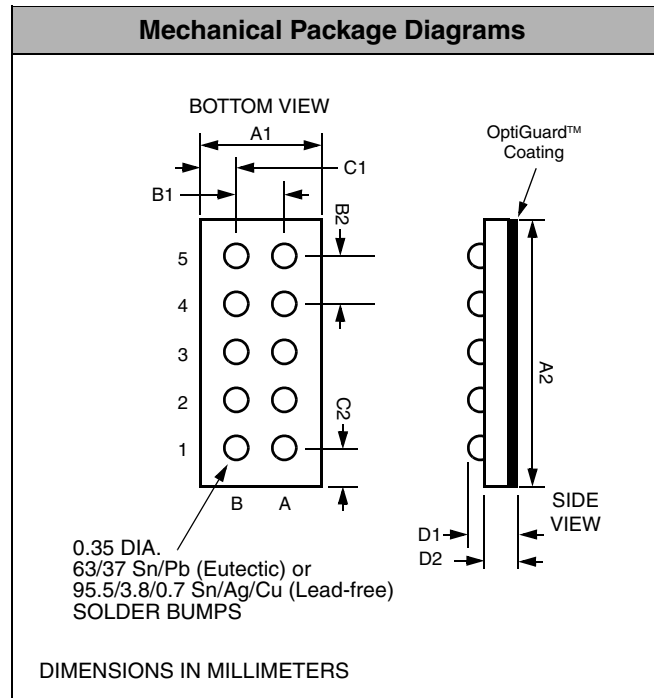 Mechanical Package Diagrams
BOTTOM VIEW
A1
OptiGuard™
Coating
C1
B1
B2
5
4
3
2
1
C2
A2
B A
SIDE
VIEW
D1
D2
0.35 DIA.
63/37 Sn/Pb (Eutectic) or
95.5/3.8/0.7 Sn/Ag/Cu (Lead-free)
SOLDER BUMPS
DIMENSIONS IN MILLIMETERS